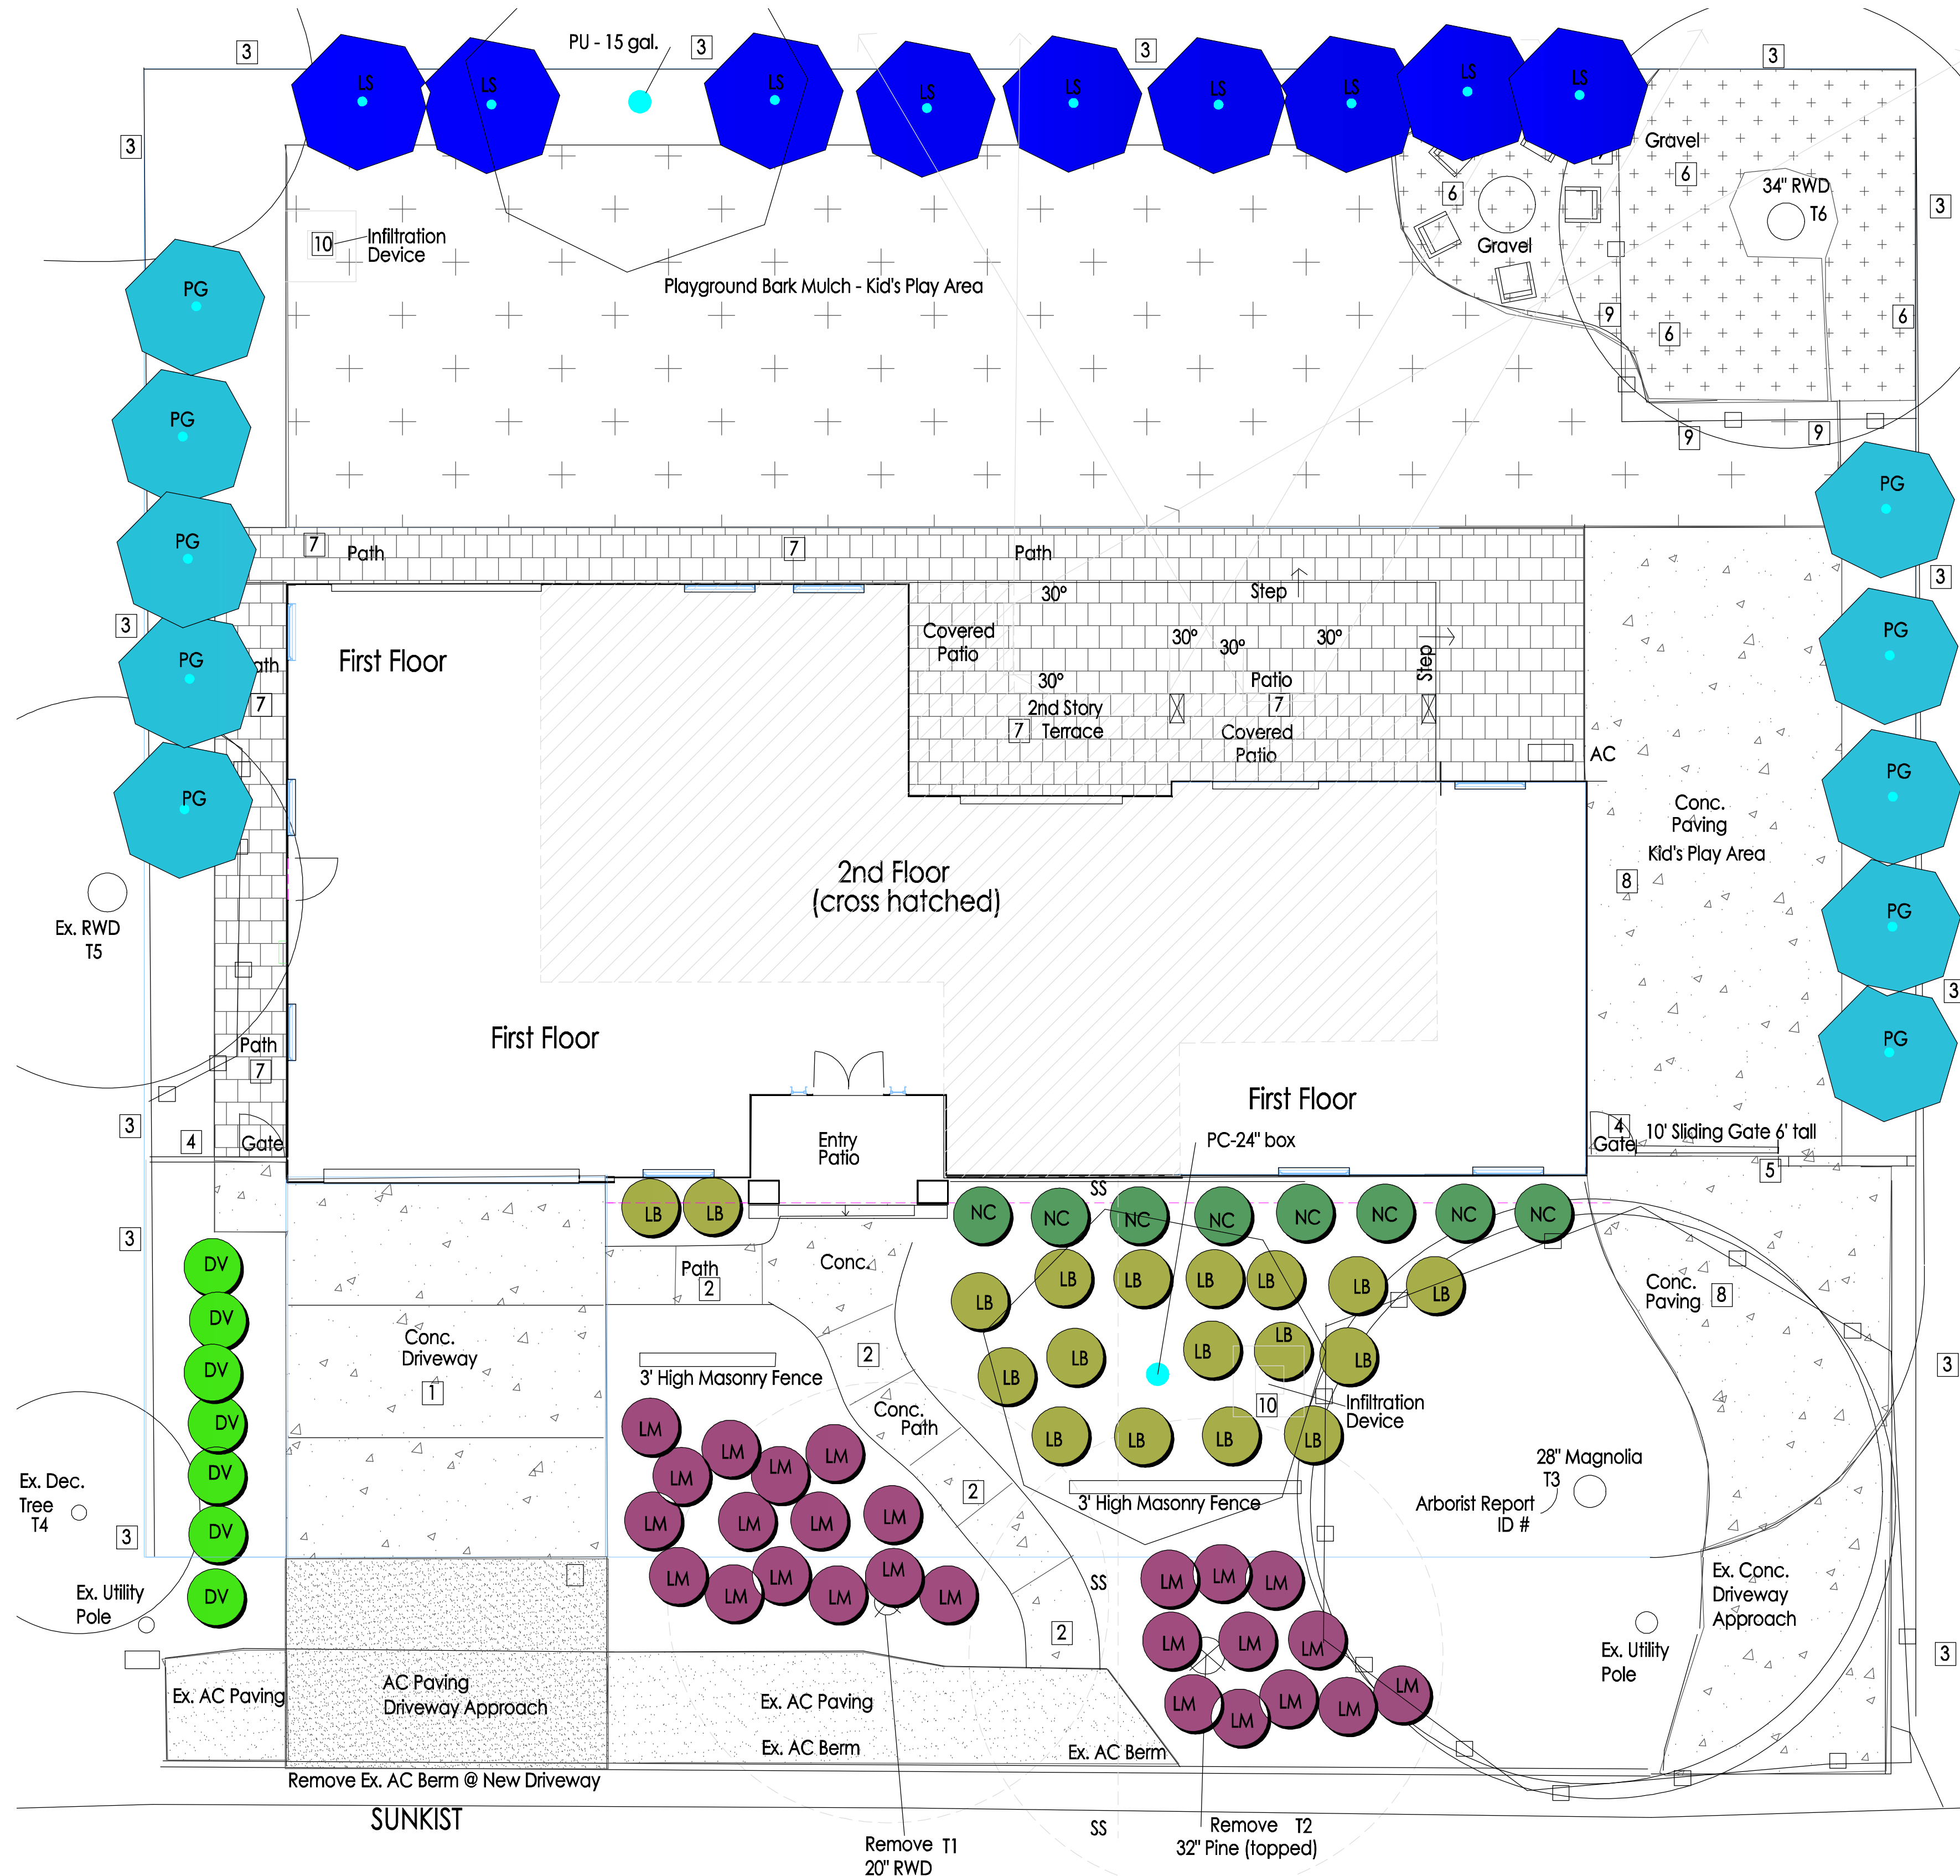 3
PU - 15 gal.
3
3
3
LS
LS
LS
LS
LS
LS
LS
LS
LS
3
Gravel
6
6
34" RWD
T6
3
10
Infiltration
Device
Gravel
Playground Bark Mulch - Kid's Play Area
PG
9
6
6
PG
9
9
PG
PG
7
Path
7
Path
PG
3
3
30º
Step
Covered
Patio
30º
30º
30º
Step
First Floor
PG
7
PG
30º
Patio
7
2nd Story
Terrace
7
Covered
Patio
AC
PG
PG
Conc.
Paving
Kid's Play Area
8
2nd Floor
(cross hatched)
PG
Ex. RWD
T5
3
First Floor
Path
7
PG
First Floor
3
4
Gate
Entry
Patio
PC-24" box
4
Gate
10' Sliding Gate 6' tall
5
SS
LB
LB
NC
NC
NC
NC
NC
NC
NC
NC
3
DV
Path
2
Conc.
LB
LB
LB
LB
LB
LB
LB
Conc.
Paving
8
DV
Conc.
Driveway
1
2
3' High Masonry Fence
LB
LB
LB
LB
LB
3
DV
10
Infiltration
Device
Conc.
Path
DV
LM
LM
LM
LM
LM
LB
LB
LB
LB
28" Magnolia
T3
Arborist Report
ID #
DV
Ex. Dec.
Tree
T4
2
3' High Masonry Fence
LM
LM
LM
LM
3
DV
LM
LM
LM
LM
LM
LM
SS
LM
LM
LM
Ex. Conc.
Driveway
Approach
DV
Ex. Utility
Pole
2
LM
LM
LM
Ex. Utility
Pole
3
Ex. AC Paving
AC Paving
Driveway Approach
Ex. AC Paving
LM
LM
LM
LM
LM
Ex. AC Berm
Ex. AC Berm
Remove Ex. AC Berm @ New Driveway
SUNKIST
SS
Remove T1
20" RWD
Remove T2
32" Pine (topped)